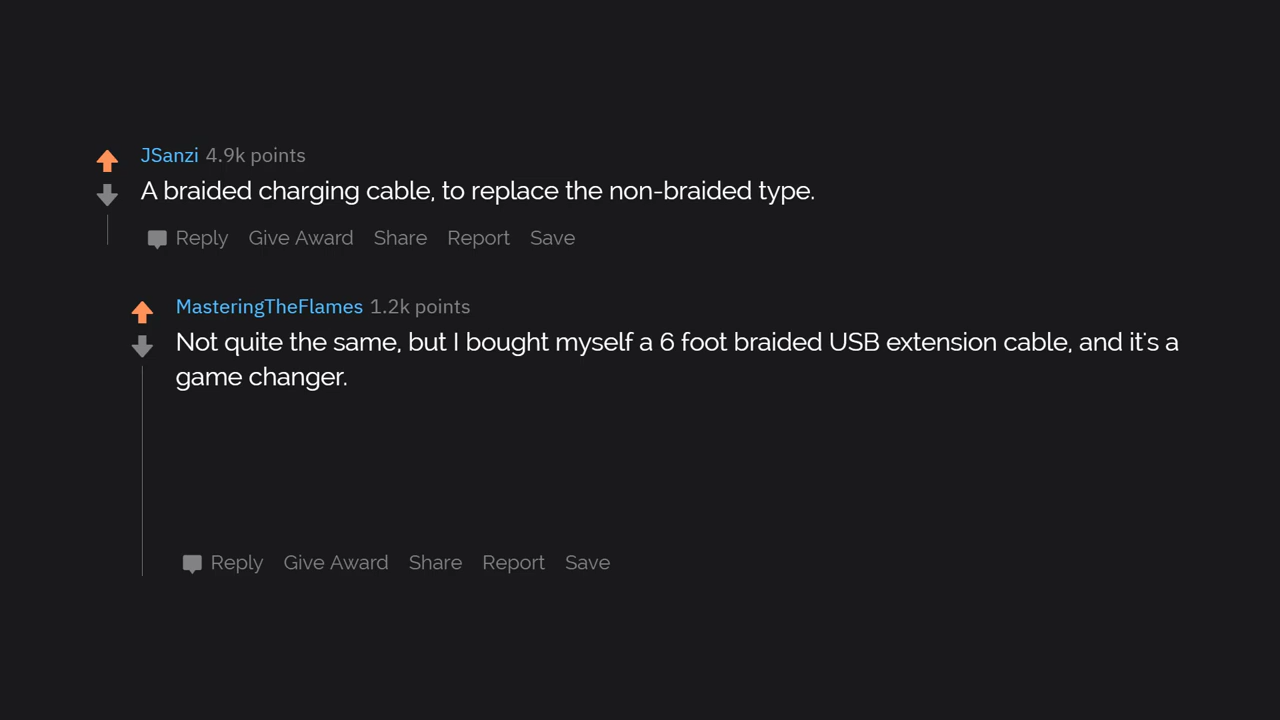 JSanzi 4.9k points
A braided charging cable, to replace the non-braided type.
Reply Give Award Share Report Save
MasteringTheFlames 1.2k points
Not quite the same, but I bought myself a 6 foot braided USB extension cable, and it's a
game changer.
Reply Give Award Share Report Save